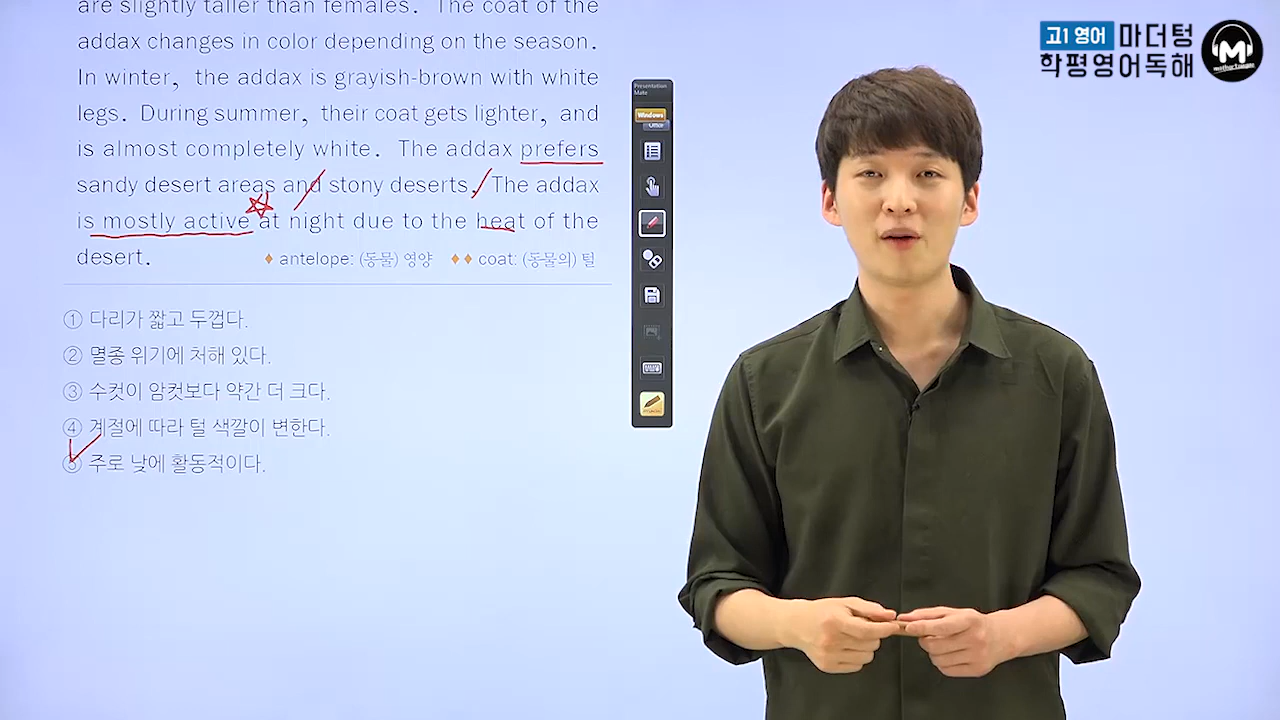 are slightly taller than females. The coat of the
addax changes in color depending on the season.
In winter, the addax is grayish-brown with white
legs. During summer, their coat gets lighter, and
is almost completely white. The addax prefers
sandy desert areas and stony deserts. The addax
is mostly active at night due to the heat of the
desert.
antelope: (동물) 영양 coat: (동물의) 털
① 다리가 짧고 두껍다.
② 멸종 위기에 처해 있다.
③ 수컷이 암컷보다 약간 더 크다.
④ 계절에 따라 털 색깔이 변한다.
⑤ 주로 낮에 활동적이다.
Presentation
Mate
Windows
Office
고1 영어 마더텅
학평영어독해
M